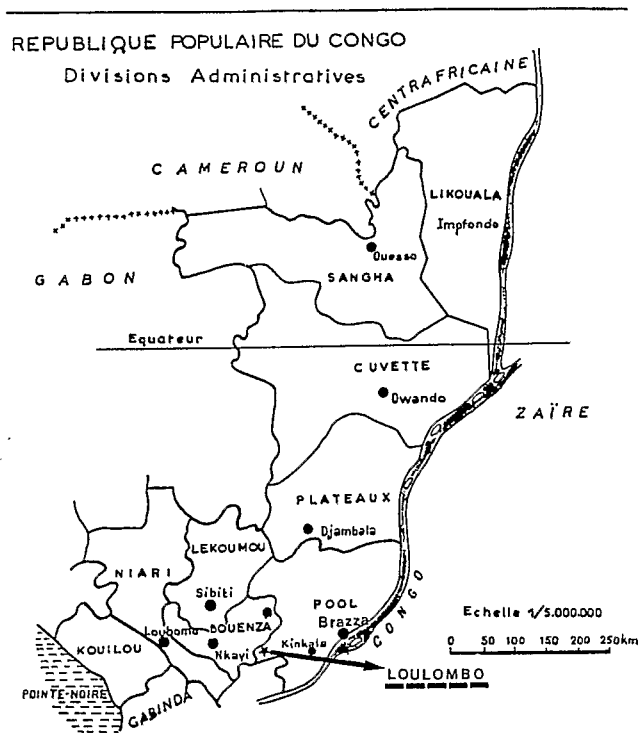 REPUBLIQUE POPULAIRE DU CONGO
Divisions Administratives
CENTRAFRICAINE
CAMEROUN
LIKOUALA
Impfondo
Ouesso
GABON
SANGHA
Equateur
CUVETTE
Owando
ZAÏRE
PLATEAUX
Djambala
LEKOUMOU
NIARI
Sibiti
POOL
Brazza
CONGO
Echelle 1/5.000.000
BOUENZA
Loubomo
KOUILOU
Nkayi
Kinkala
0 50 100 150 200 250km
LOULOMBO
POINTE-NOIRE
CABINDA